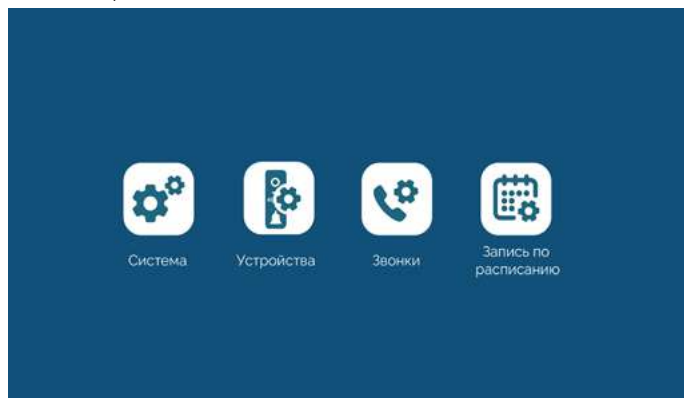 Система
Устройства
Звонки
Запись по
расписанию